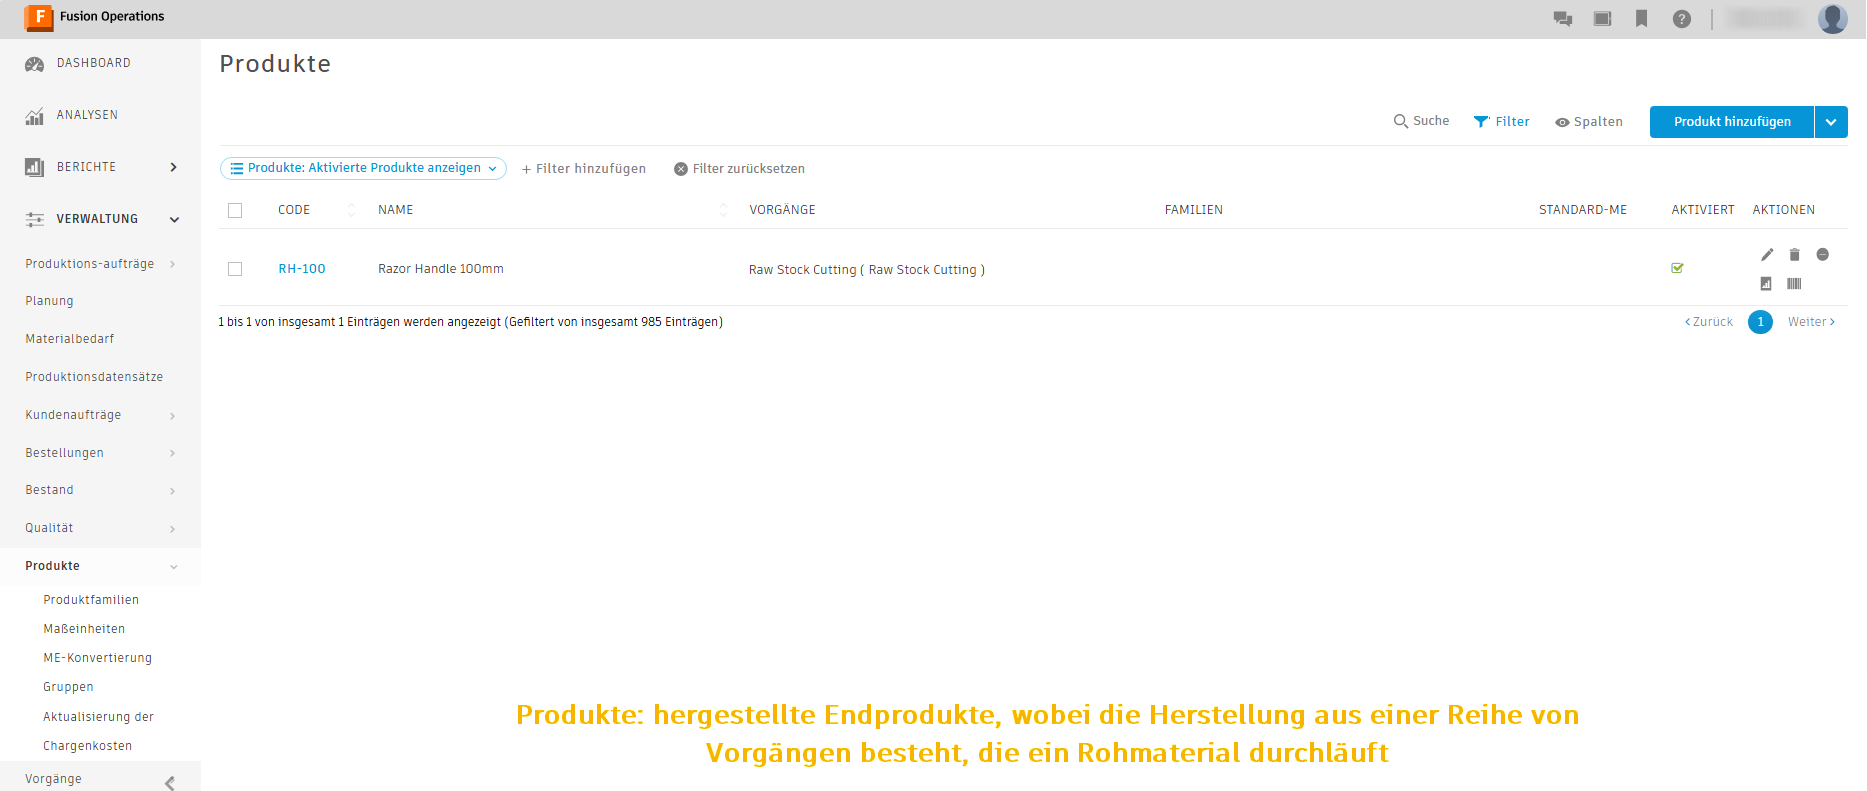 Fusion Operations
DASHBOARD
ANALYSEN
BERICHTE
VERWALTUNG
Produktions-aufträge
Planung
Materialbedarf
Produktionsdatensätze
Kundenaufträge
Bestellungen
Bestand
Qualität
Produkte
Produktfamilien
Maßeinheiten
ME-Konvertierung
Gruppen
Aktualisierung der
Chargenkosten
Vorgänge
Produkte
Suche Filter Spalten Produkt hinzufügen
Produkte: Aktivierte Produkte anzeigen + Filter hinzufügen Filter zurücksetzen
CODE NAME VORGÄNGE FAMILIEN STANDARD-ME AKTIVIERT AKTIONEN
RH-100 Razor Handle 100mm Raw Stock Cutting ( Raw Stock Cutting )
1 bis 1 von insgesamt 1 Einträgen werden angezeigt (Gefiltert von insgesamt 985 Einträgen) Zurück 1 Weiter
Produkte: hergestellte Endprodukte, wobei die Herstellung aus einer Reihe von
Vorgängen besteht, die ein Rohmaterial durchläuft